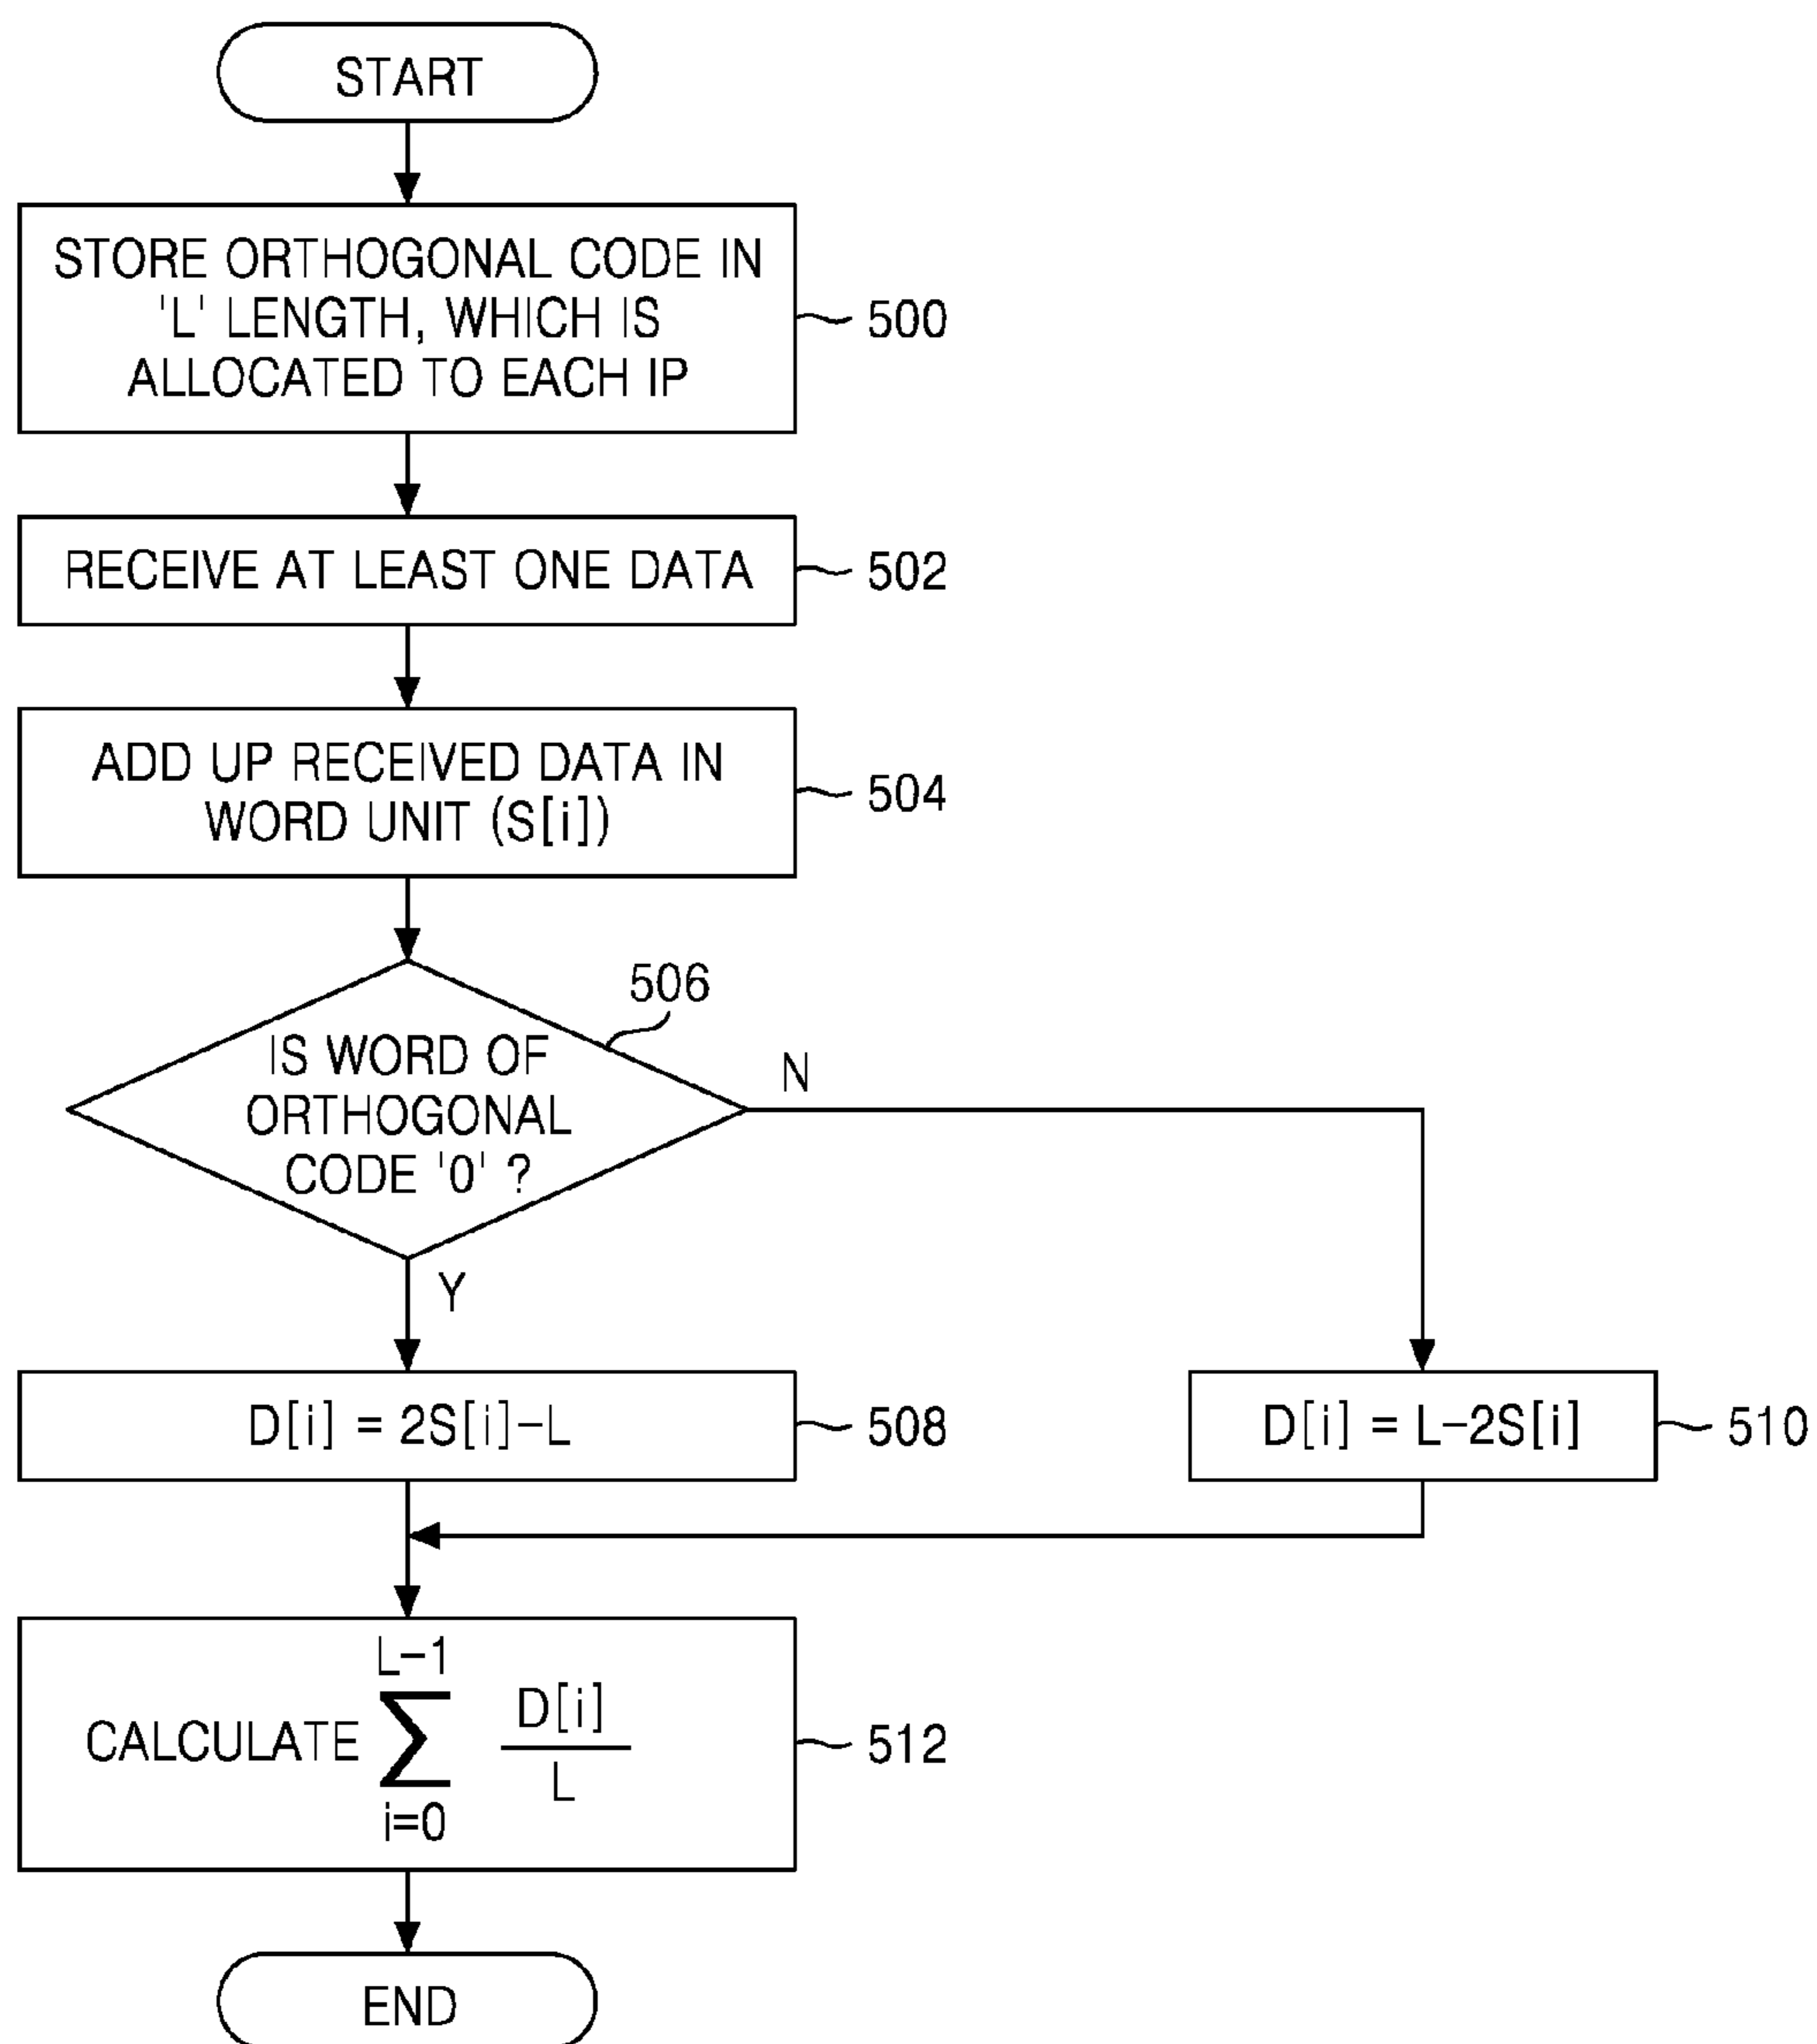 START
STORE ORTHOGONAL CODE IN
'L' LENGTH, WHICH IS
ALLOCATED TO EACH IP
500
RECEIVE AT LEAST ONE DATA
502
ADD UP RECEIVED DATA IN
WORD UNIT (S[i])
504
506
IS WORD OF
ORTHOGONAL
CODE '0' ?
N
Y
D[i] = 2S[i]-L
508
D[i] = L-2S[i]
510
L-1
CALCULATE ∑ D[i]/L
i=0
512
END